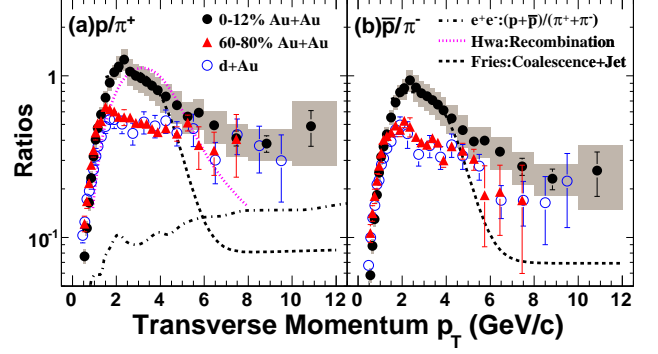 (a)p/π⁺
0-12% Au+Au
60-80% Au+Au
d+Au
(b)p̅/π⁻
e⁺e⁻:(p+p̅)/(π⁺+π⁻)
Hwa:Recombination
Fries:Coalescence+Jet
Ratios
1
10⁻¹
0 2 4 6 8 10 12
0 2 4 6 8 10 12
Transverse Momentum p_T (GeV/c)